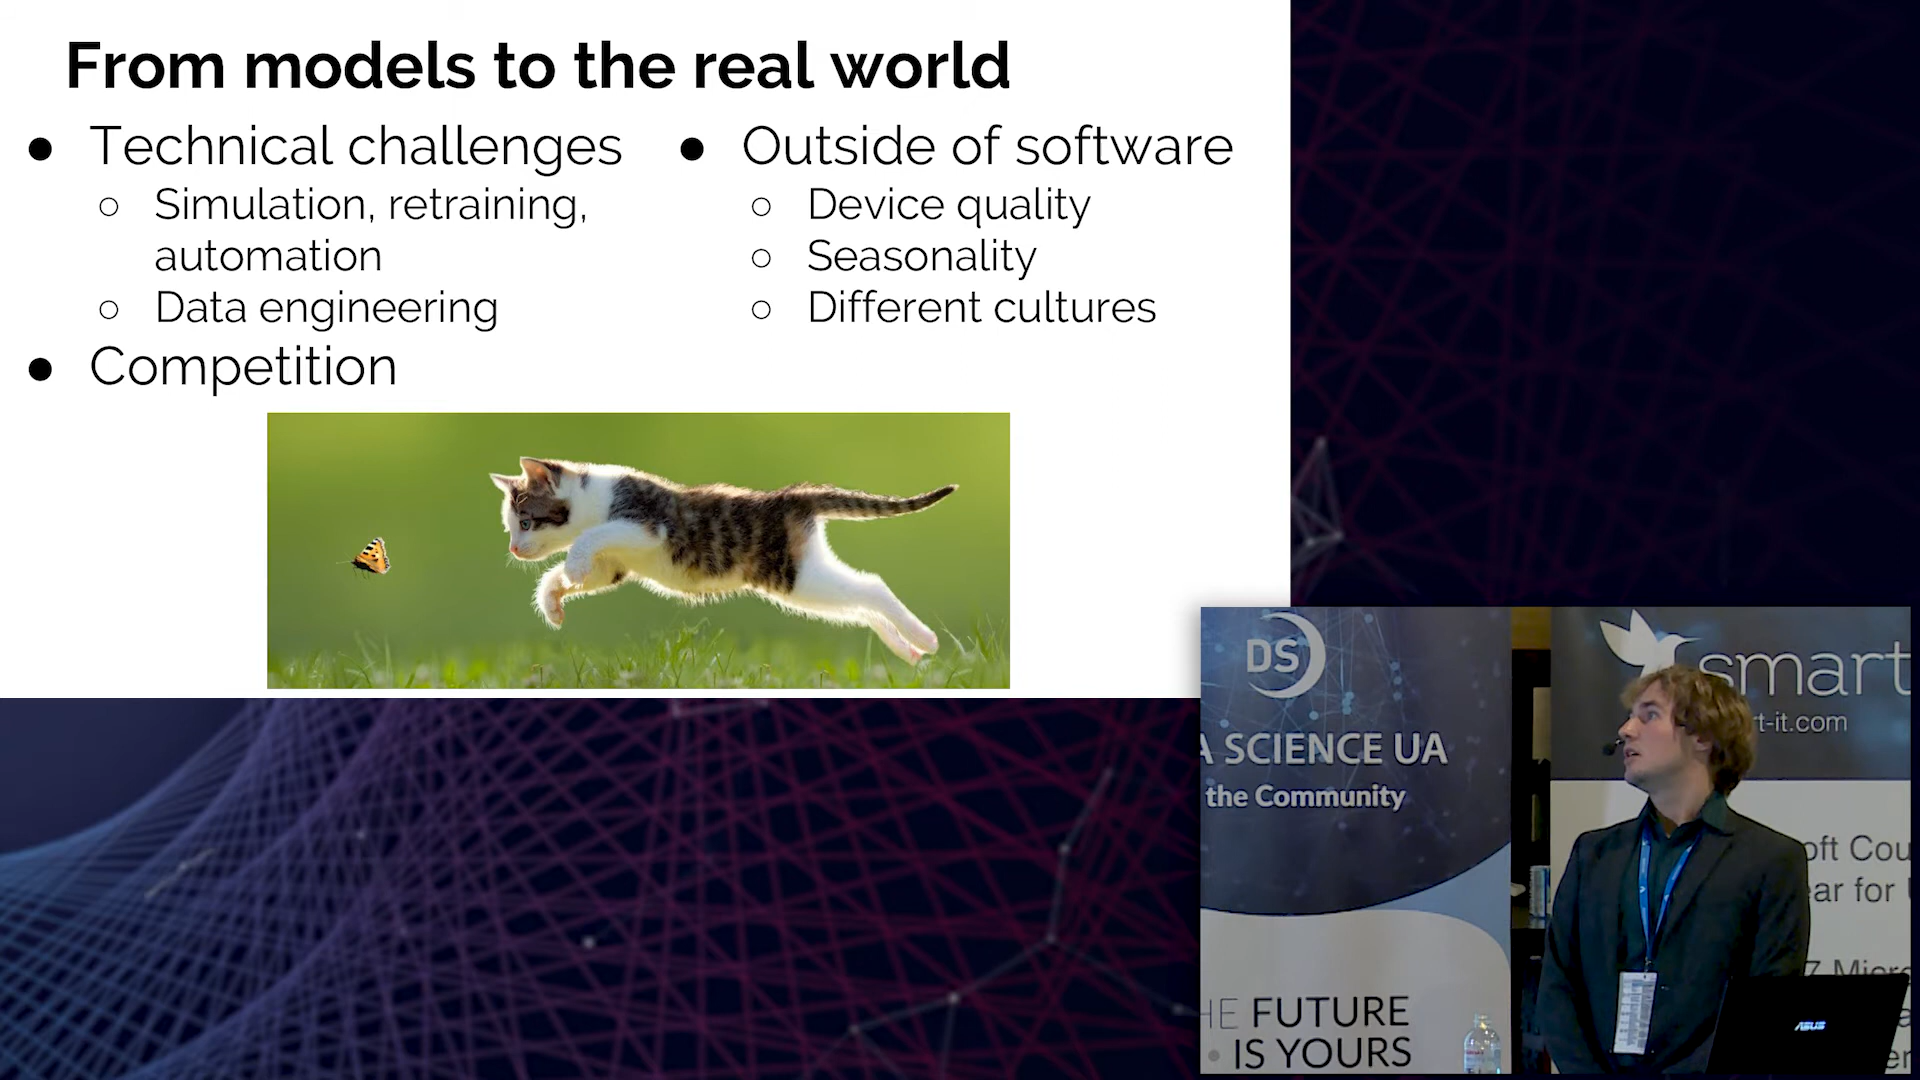 From models to the real world
● Technical challenges
○ Simulation, retraining,
automation
○ Data engineering
● Competition
● Outside of software
○ Device quality
○ Seasonality
○ Different cultures
DS
A SCIENCE UA
the Community
HE FUTURE
IS YOURS
smart
t-it.com
oft Cou
ear for
7 Micro
ASUS